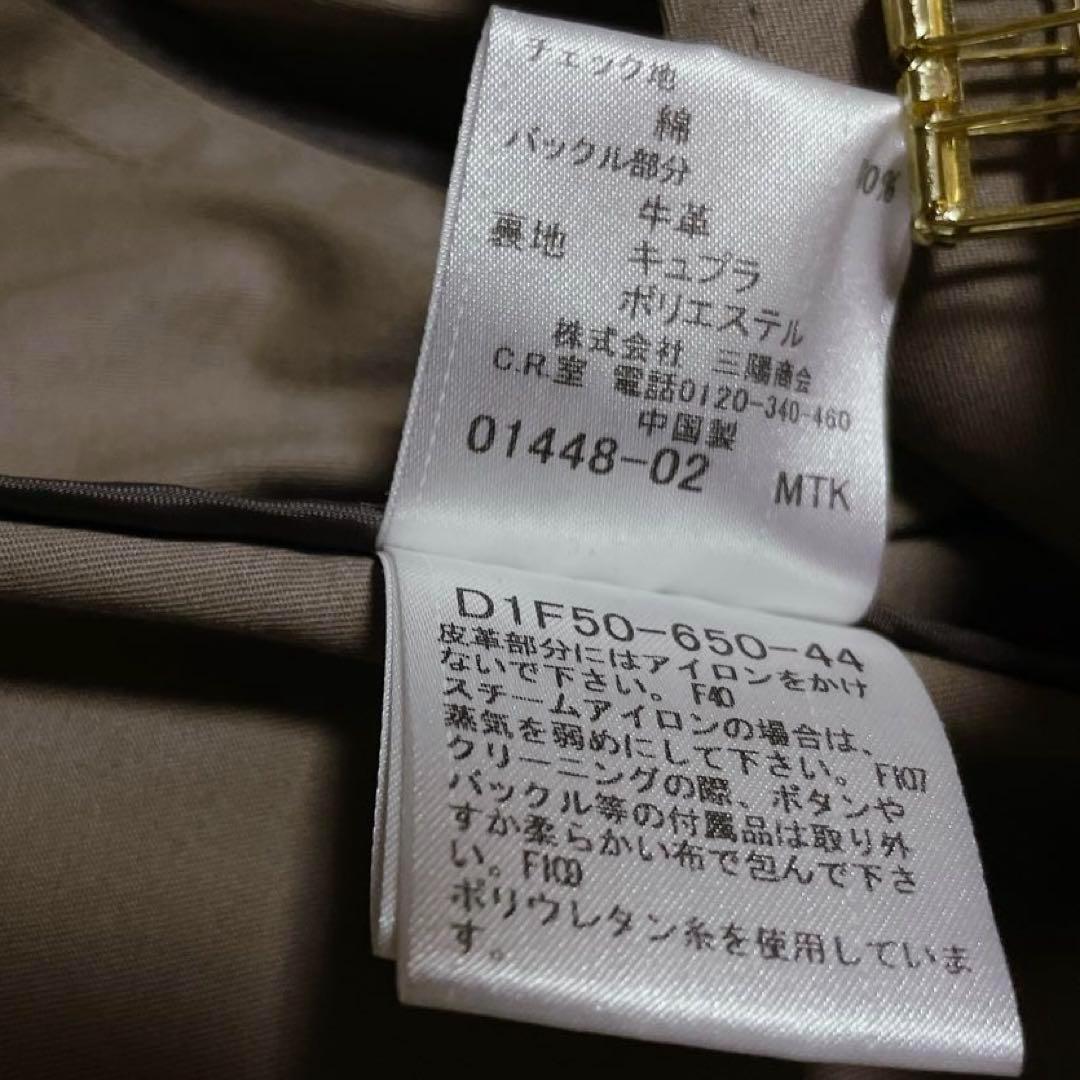 チェック地
綿
0%
バックル部分
牛革
裏地 キュプラ
ポリエステル
株式会社 三陽商会
C.R.室 電話0120-340-460
中国製
01448-02 MTK
D1F50-650-44
皮革部分にはアイロンをかけ
ないで下さい。F40
スチームアイロンの場合は、
蒸気を弱めにして下さい。F107
クリーニングの際、ボタンや
バックル等の付属品は取り外
すか柔らかい布で包んで下さ
い。F109
ポリウレタン糸を使用していま
す。